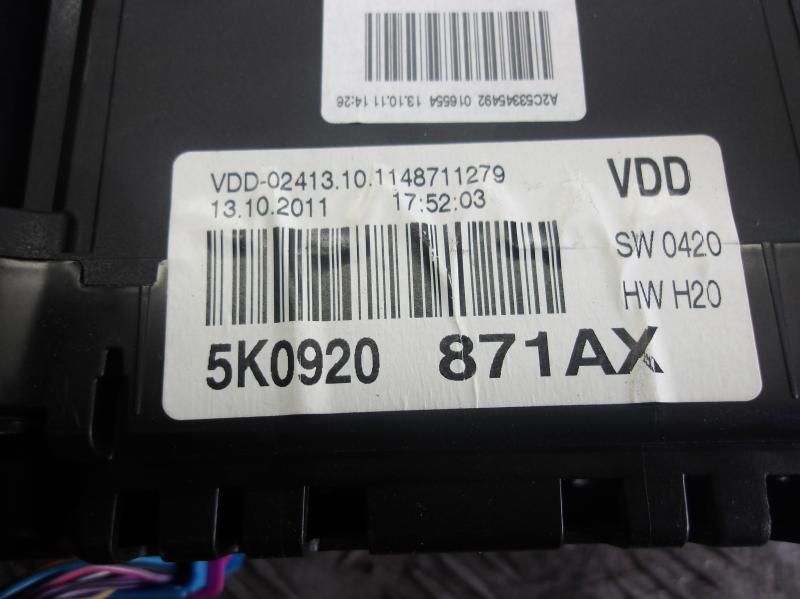 A2C53345492 016554 13.10.11 14:26
VDD-02413.10.1148711279
13.10.2011 17:52:03
VDD
SW 0420
HW H20
5K0920 871AX